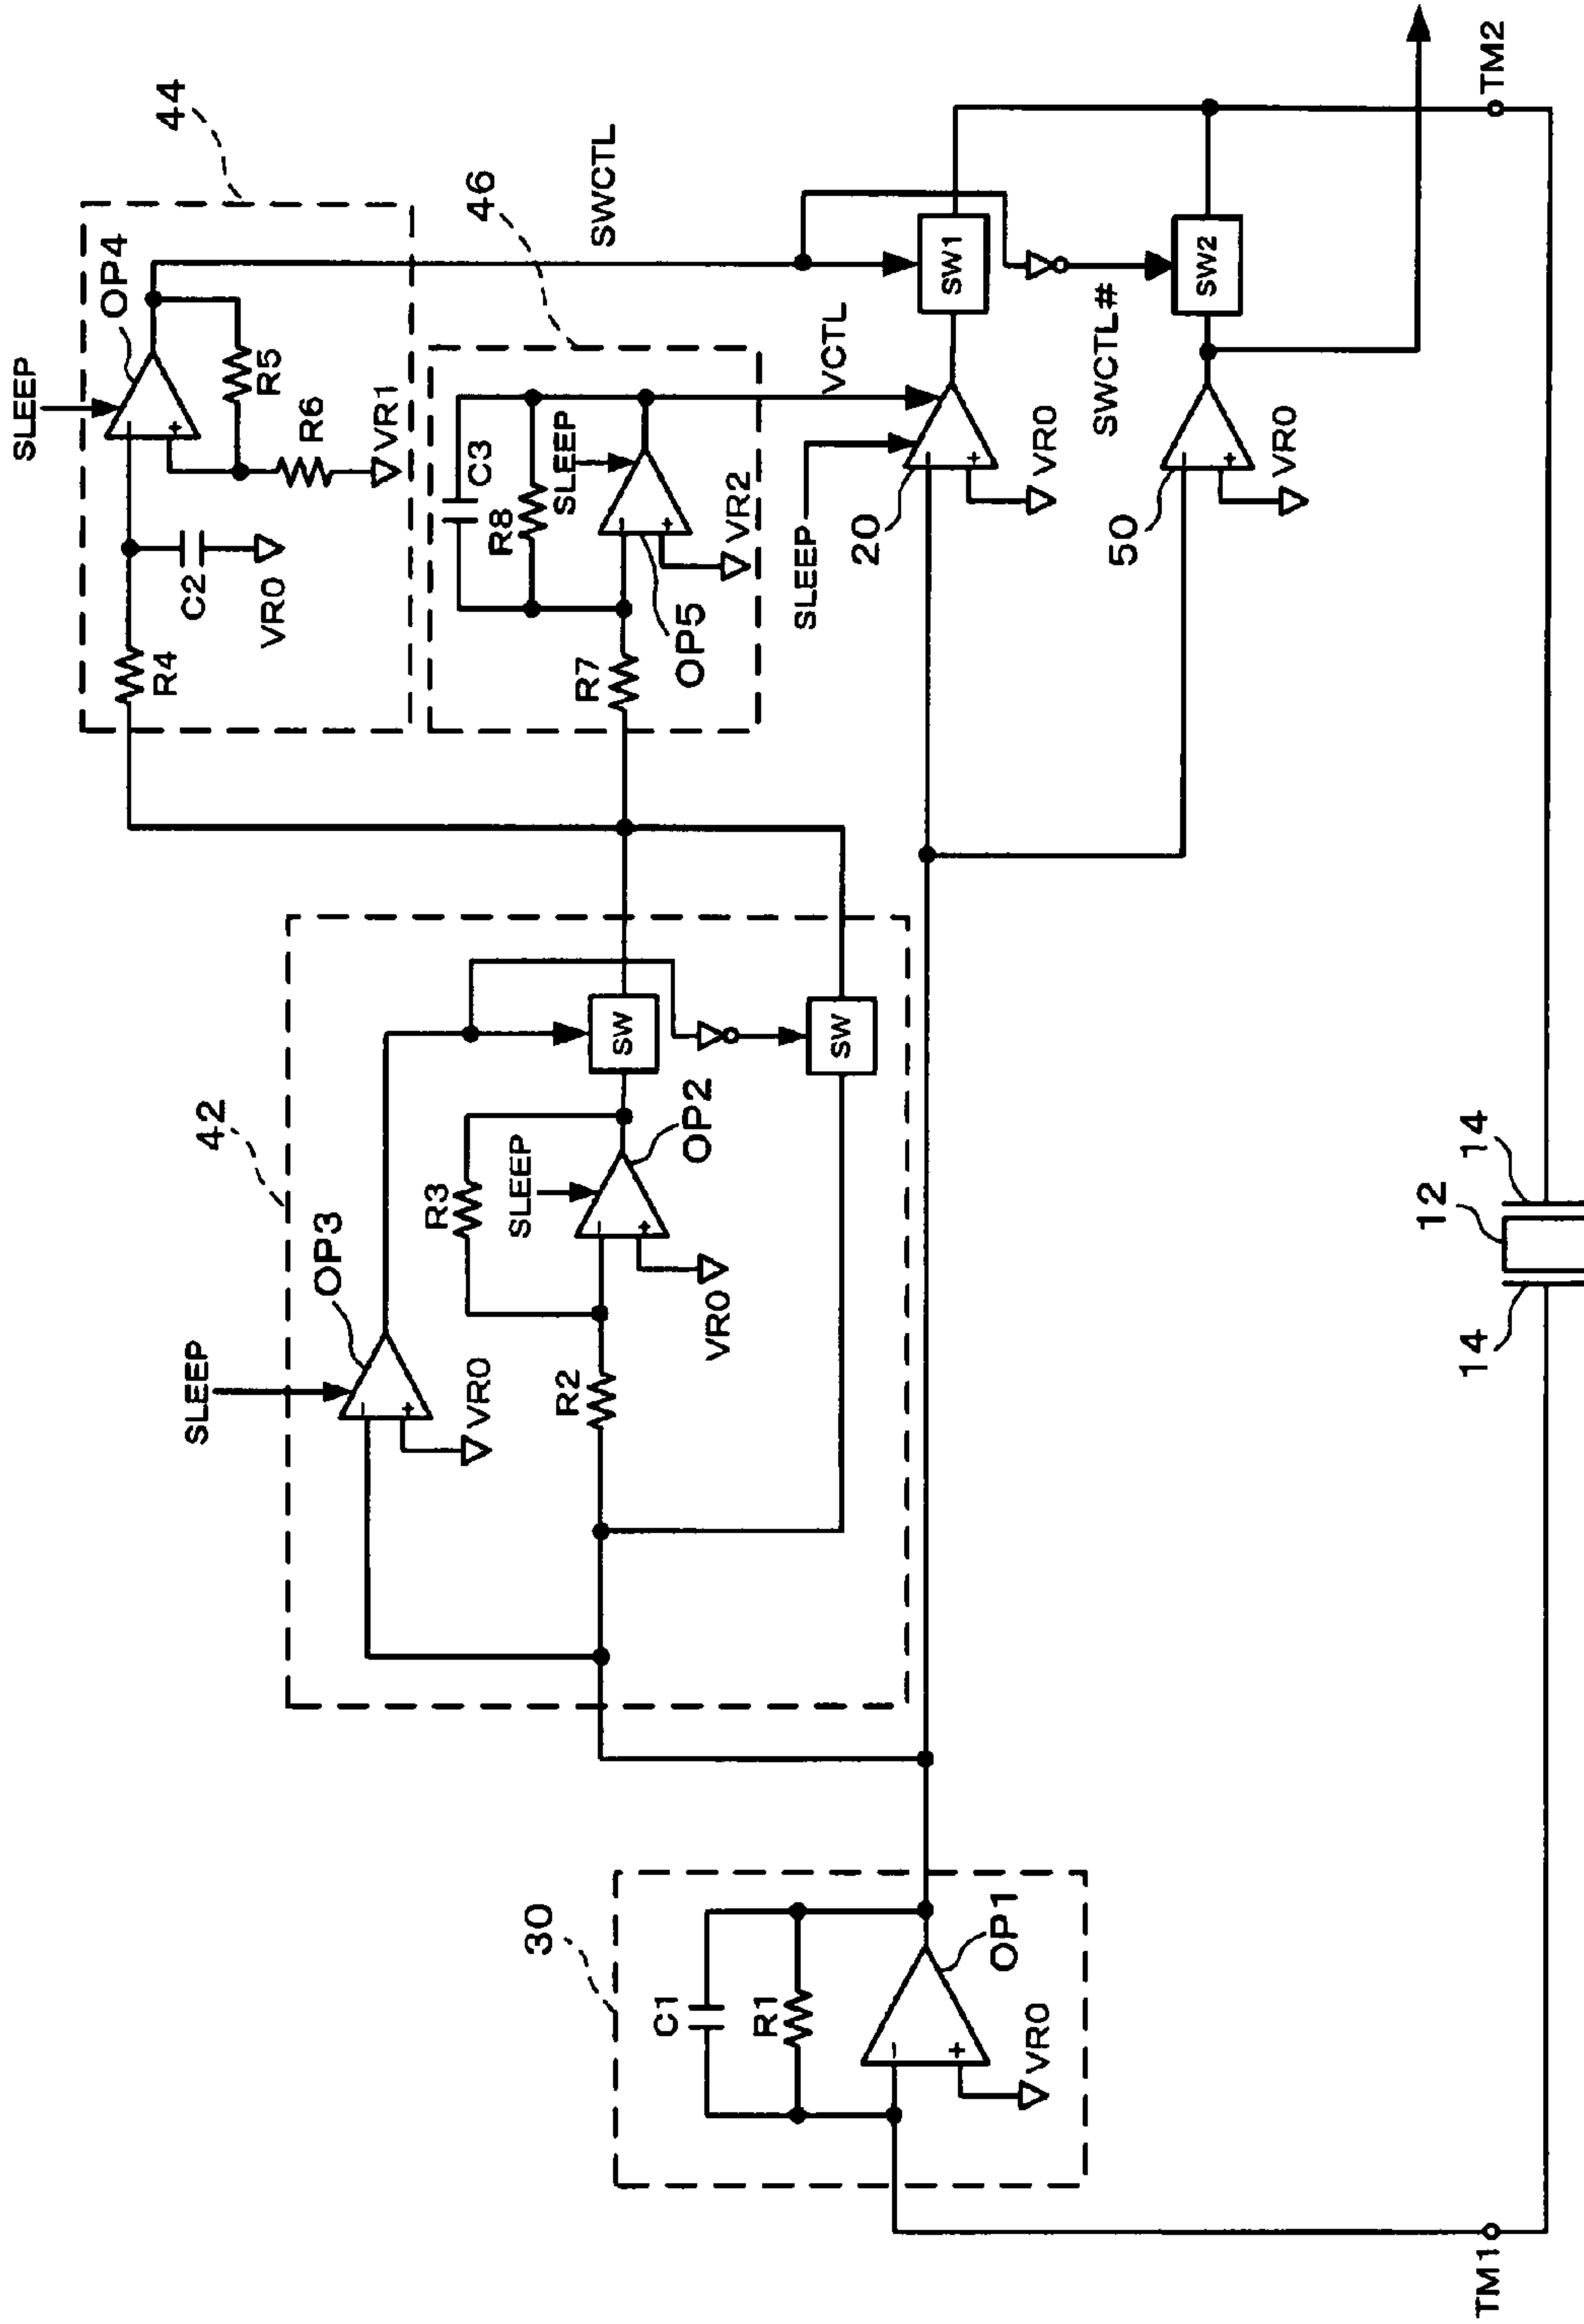 SLEEP
44
OP4
R5
R6
VR1
R4
C2
VR0
SWCTL
46
C3
R8
SLEEP
OP5
R7
VR2
VCTL
SLEEP
20
VR0
SW1
SWCTL#
SW2
50
VR0
TM2
42
SLEEP
OP3
VR0
R3
SLEEP
OP2
R2
VR0
SW
SW
30
C1
R1
OP1
VR0
TM1
14
12
14